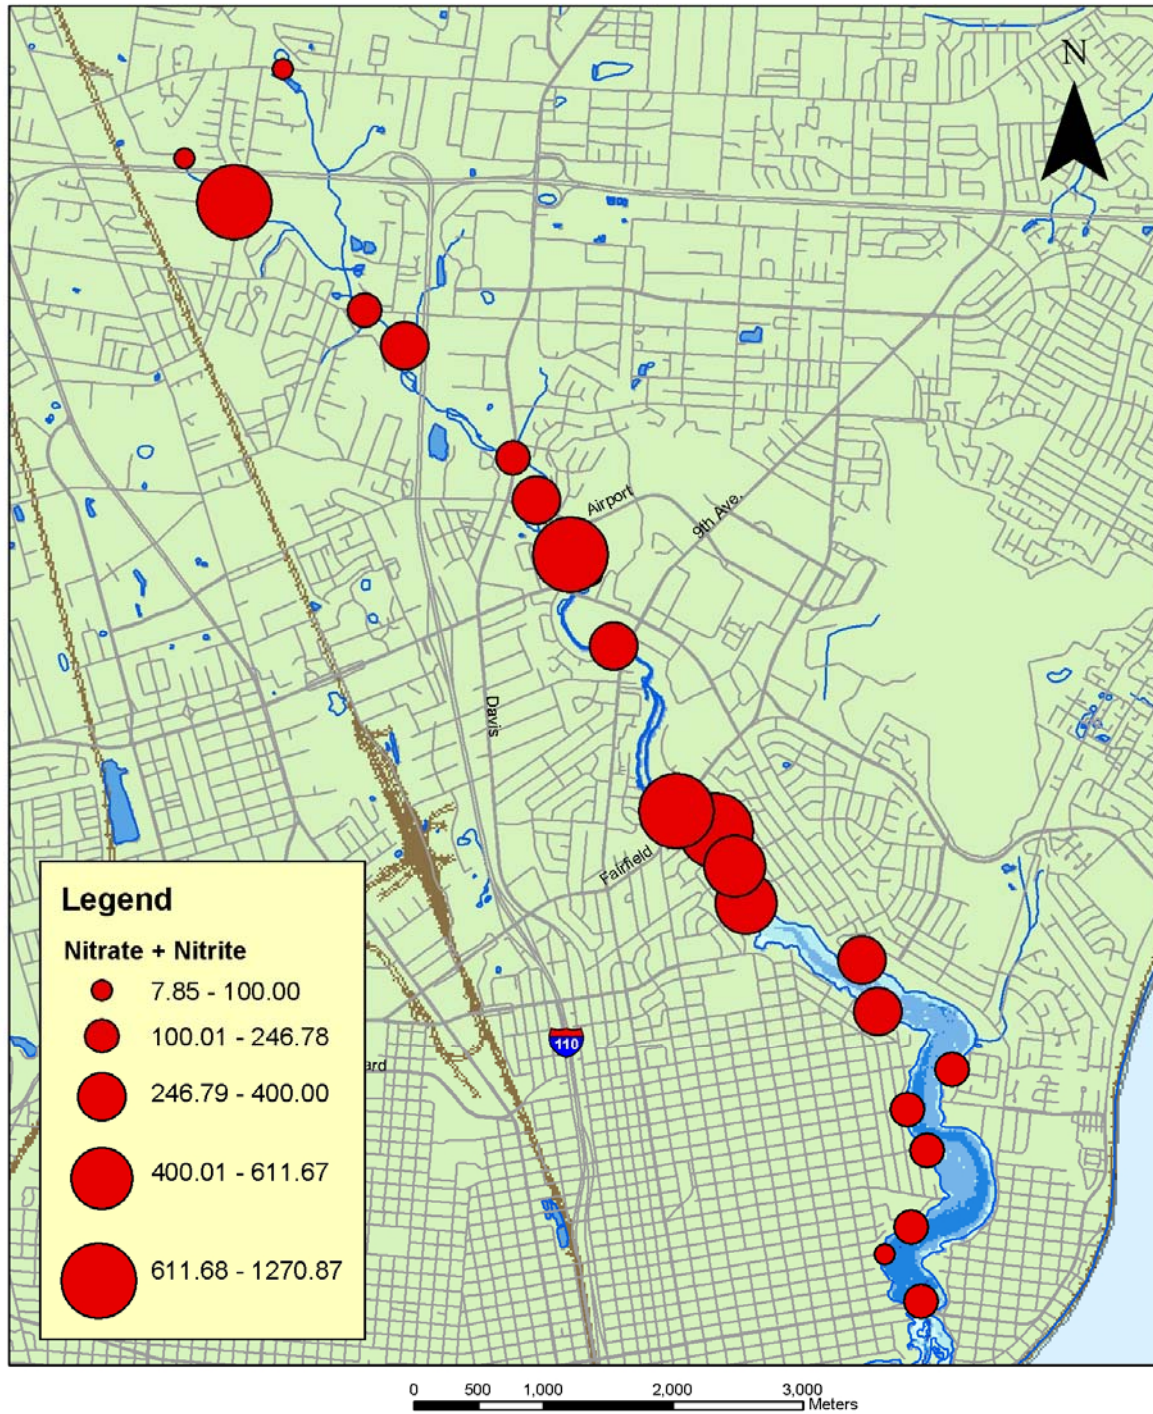 N
Airport
9th Ave.
Davis
Fairfield
110
ard
Legend
Nitrate + Nitrite
7.85 - 100.00
100.01 - 246.78
246.79 - 400.00
400.01 - 611.67
611.68 - 1270.87
0 500 1,000 2,000 3,000
Meters